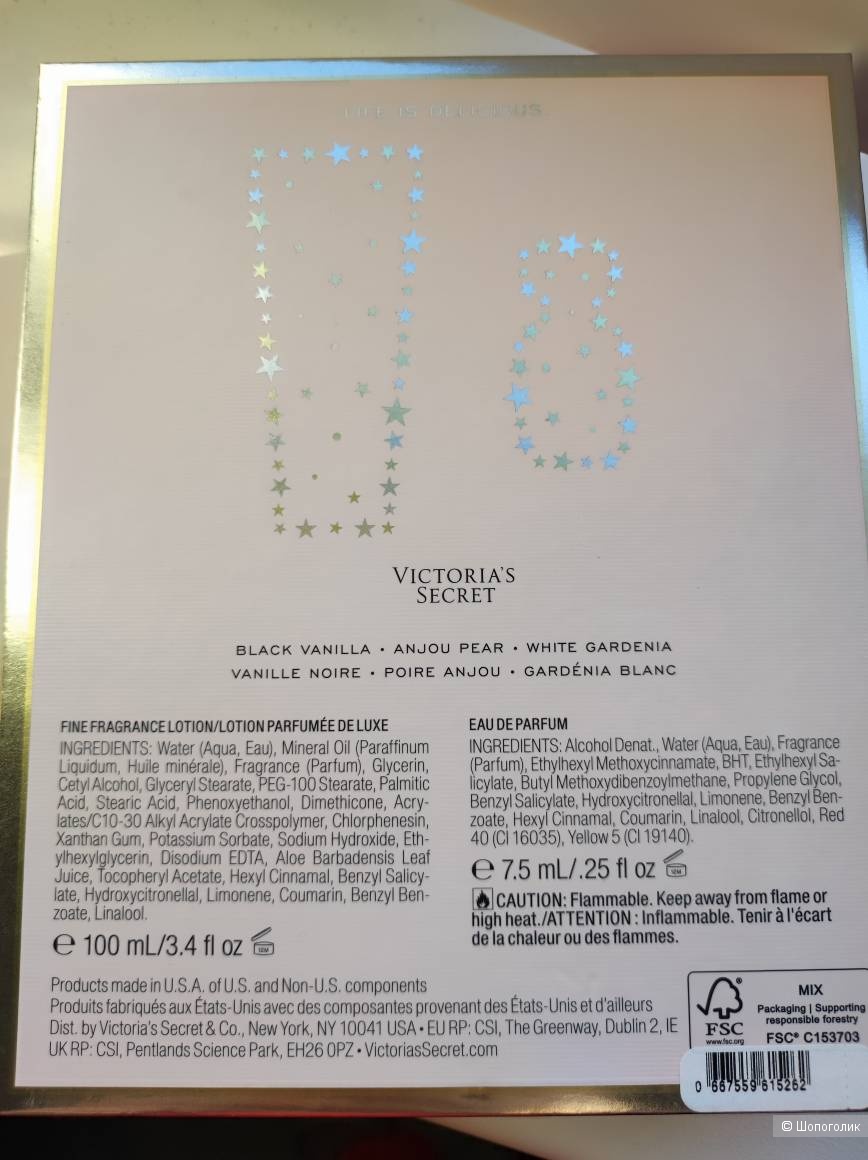 LIFE IS DELICIOUS.
VICTORIA'S
SECRET
BLACK VANILLA • ANJOU PEAR • WHITE GARDENIA
VANILLE NOIRE • POIRE ANJOU • GARDÉNIA BLANC
FINE FRAGRANCE LOTION/LOTION PARFUMÉE DE LUXE
INGREDIENTS: Water (Aqua, Eau), Mineral Oil (Paraffinum
Liquidum, Huile minérale), Fragrance (Parfum), Glycerin,
Cetyl Alcohol, Glyceryl Stearate, PEG-100 Stearate, Palmitic
Acid, Stearic Acid, Phenoxyethanol, Dimethicone, Acry-
lates/C10-30 Alkyl Acrylate Crosspolymer, Chlorphenesin,
Xanthan Gum, Potassium Sorbate, Sodium Hydroxide, Eth-
ylhexylglycerin, Disodium EDTA, Aloe Barbadensis Leaf
Juice, Tocopheryl Acetate, Hexyl Cinnamal, Benzyl Salicy-
late, Hydroxycitronellal, Limonene, Coumarin, Benzyl Ben-
zoate, Linalool.
e 100 mL/3.4 fl oz 12M
EAU DE PARFUM
INGREDIENTS: Alcohol Denat., Water (Aqua, Eau), Fragrance
(Parfum), Ethylhexyl Methoxycinnamate, BHT, Ethylhexyl Sa-
licylate, Butyl Methoxydibenzoylmethane, Propylene Glycol,
Benzyl Salicylate, Hydroxycitronellal, Limonene, Benzyl Ben-
zoate, Hexyl Cinnamal, Coumarin, Linalool, Citronellol, Red
40 (CI 16035), Yellow 5 (CI 19140).
e 7.5 mL/.25 fl oz 12M
CAUTION: Flammable. Keep away from flame or
high heat./ATTENTION : Inflammable. Tenir à l'écart
de la chaleur ou des flammes.
Products made in U.S.A. of U.S. and Non-U.S. components
Produits fabriqués aux États-Unis avec des composantes provenant des États-Unis et d'ailleurs
Dist. by Victoria's Secret & Co., New York, NY 10041 USA • EU RP: CSI, The Greenway, Dublin 2, IE
UK RP: CSI, Pentlands Science Park, EH26 0PZ • VictoriasSecret.com
FSC
www.fsc.org
MIX
Packaging | Supporting
responsible forestry
FSC® C153703
0 667559 615262
© Шопоголик